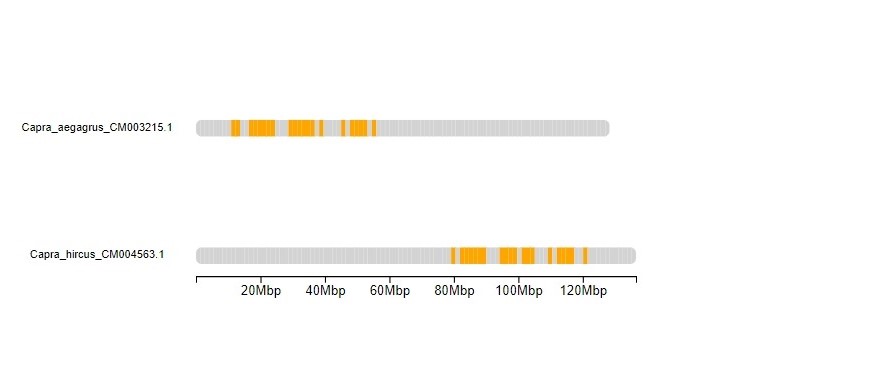 Capra_aegagrus_CM003215.1
Capra_hircus_CM004563.1
20Mbp 40Mbp 60Mbp 80Mbp 100Mbp 120Mbp